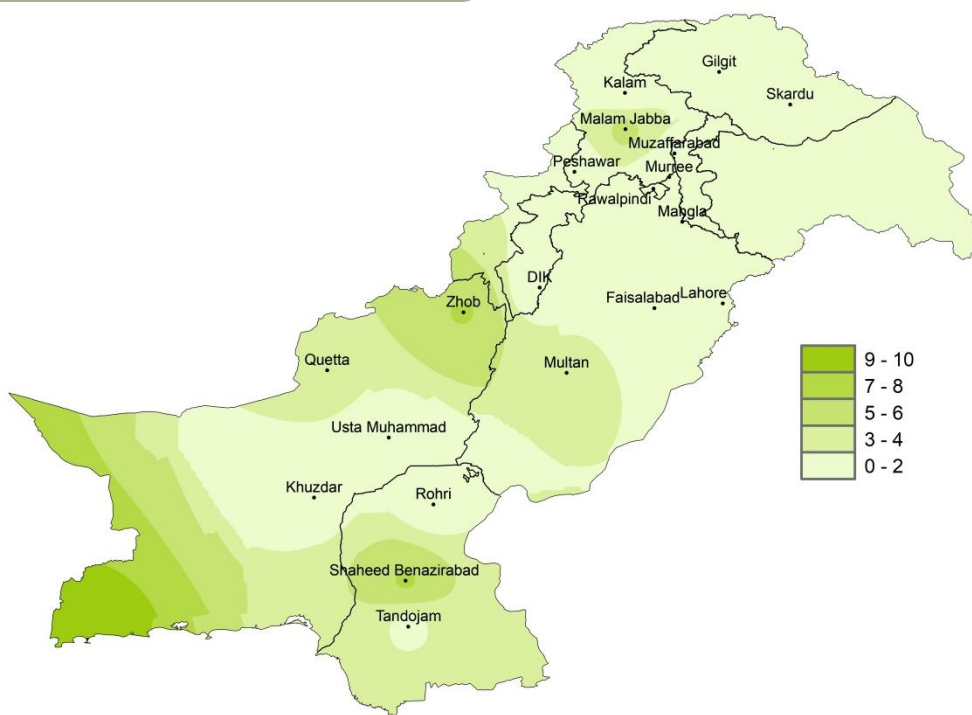 Gilgit
Kalam
Skardu
Malam Jabba
Muzaffarabad
Peshawar
Murree
Rawalpindi
Mangla
DIK
Faisalabad
Lahore
Zhob
Quetta
Multan
9 - 10
7 - 8
5 - 6
3 - 4
0 - 2
Usta Muhammad
Khuzdar
Rohri
Shaheed Benazirabad
Tandojam